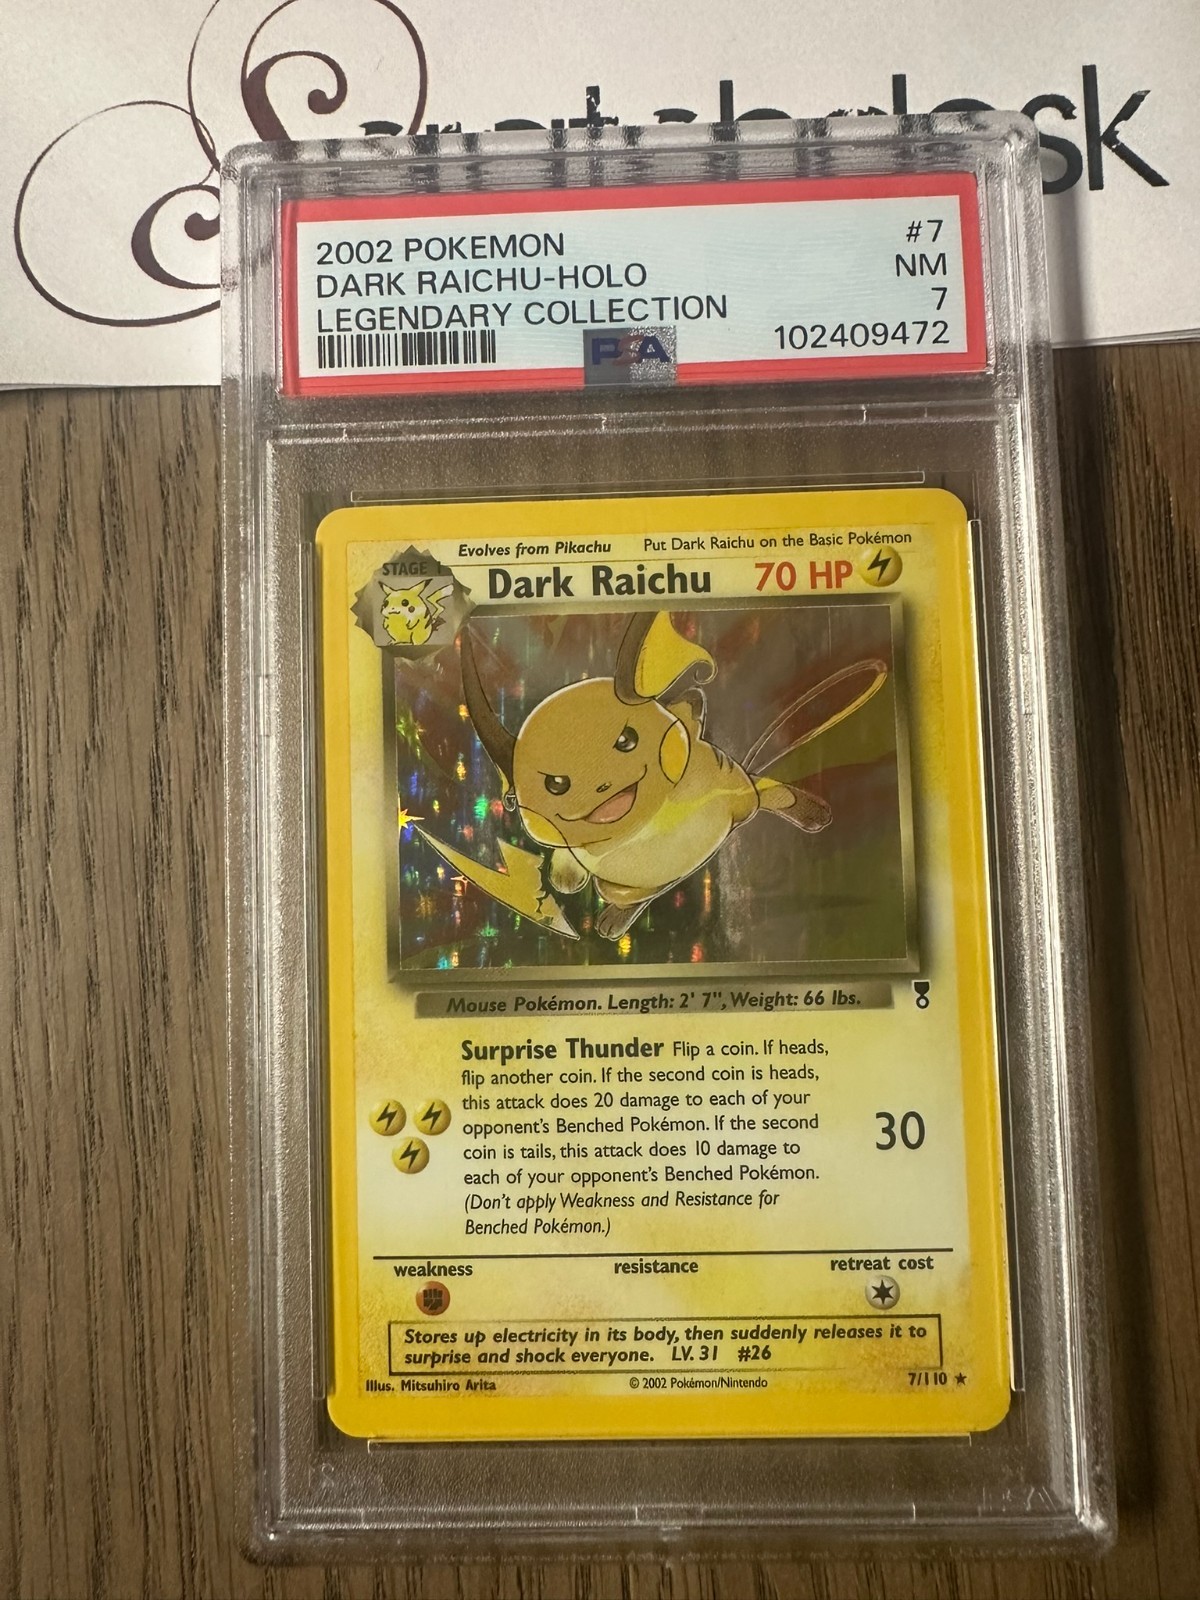 2002 POKEMON #7
DARK RAICHU-HOLO NM
LEGENDARY COLLECTION 7
PSA 102409472
Evolves from Pikachu Put Dark Raichu on the Basic Pokémon
STAGE 1
Dark Raichu 70 HP
Mouse Pokémon. Length: 2' 7", Weight: 66 lbs.
Surprise Thunder Flip a coin. If heads,
flip another coin. If the second coin is heads,
this attack does 20 damage to each of your
opponent's Benched Pokémon. If the second
coin is tails, this attack does 10 damage to
each of your opponent's Benched Pokémon.
(Don't apply Weakness and Resistance for
Benched Pokémon.)
30
weakness resistance retreat cost
Stores up electricity in its body, then suddenly releases it to
surprise and shock everyone. LV. 31 #26
Illus. Mitsuhiro Arita © 2002 Pokémon/Nintendo 7/110 ★